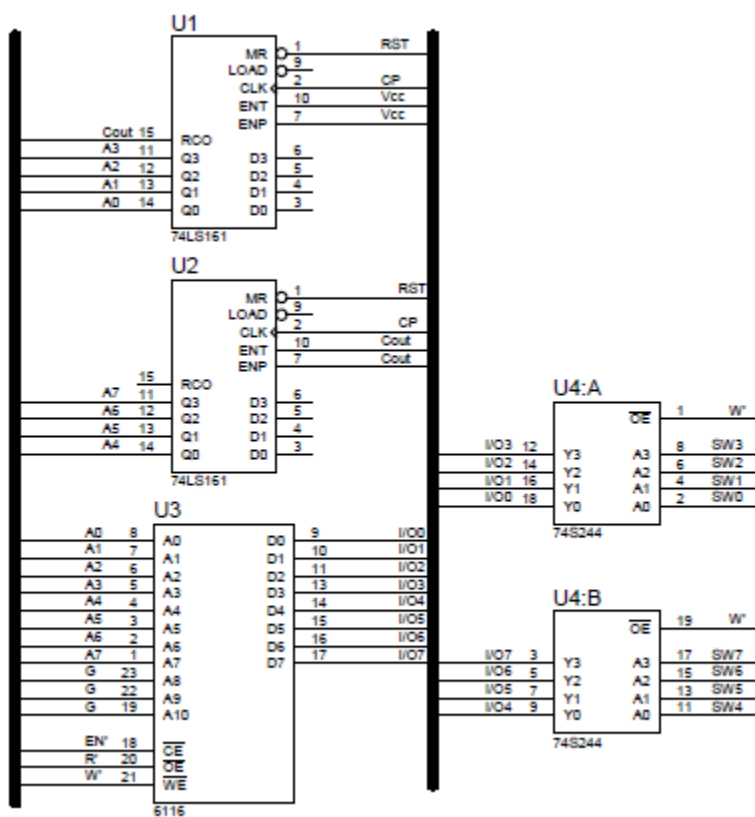 U1
MR 1 RST
LOAD 9
CLK 2 CP
ENT 10 Vcc
ENP 7 Vcc
Cout 15 RCO
A3 11 Q3 D3 6
A2 12 Q2 D2 5
A1 13 Q1 D1 4
A0 14 Q0 D0 3
74LS161
U2
MR 1 RST
LOAD 9
CLK 2 CP
ENT 10 Cout
ENP 7 Cout
15 RCO
A7 11 Q3 D3 6
A6 12 Q2 D2 5
A5 13 Q1 D1 4
A4 14 Q0 D0 3
74LS161
U3
A0 8 A0 D0 9 I/O0
A1 7 A1 D1 10 I/O1
A2 6 A2 D2 11 I/O2
A3 5 A3 D3 13 I/O3
A4 4 A4 D4 14 I/O4
A5 3 A5 D5 15 I/O5
A6 2 A6 D6 16 I/O6
A7 1 A7 D7 17 I/O7
G 23 A8
G 22 A9
G 19 A10
EN' 18 CE
R' 20 OE
W' 21 WE
6116
U4:A
OE 1 W'
I/O3 12 Y3 A3 8 SW3
I/O2 14 Y2 A2 6 SW2
I/O1 16 Y1 A1 4 SW1
I/O0 18 Y0 A0 2 SW0
74S244
U4:B
OE 19 W'
I/O7 3 Y3 A3 17 SW7
I/O6 5 Y2 A2 15 SW6
I/O5 7 Y1 A1 13 SW5
I/O4 9 Y0 A0 11 SW4
74S244